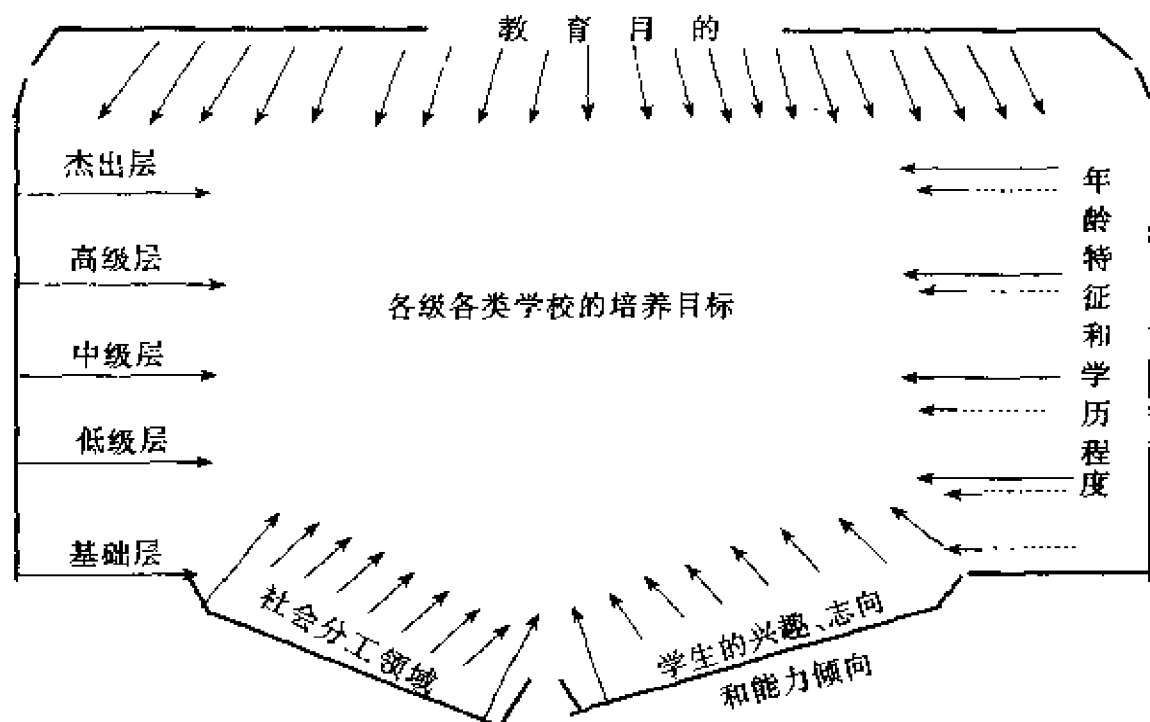 教育目的
杰出层
高级层
中级层
低级层
基础层
各级各类学校的培养目标
年龄特征和学历程度
社会分工领域
学生的兴趣、志向
和能力倾向